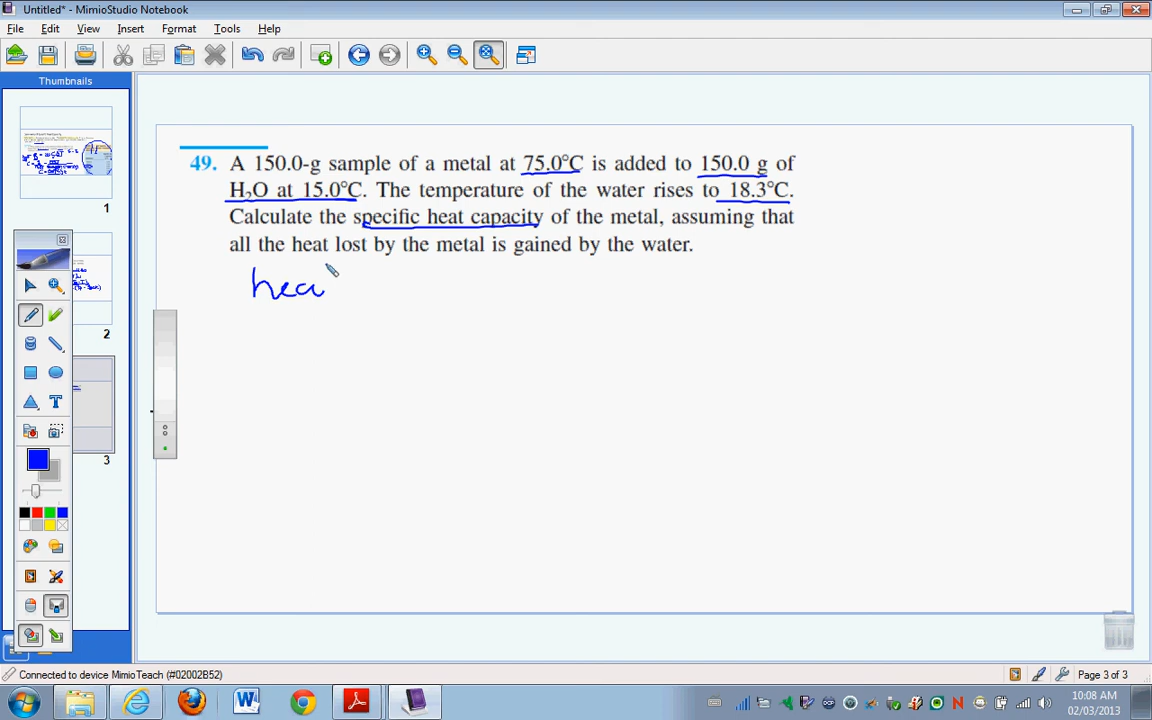 Untitled* - MimioStudio Notebook
File Edit View Insert Format Tools Help
Thumbnails
1
2
3
49. A 150.0-g sample of a metal at 75.0°C is added to 150.0 g of
H₂O at 15.0°C. The temperature of the water rises to 18.3°C.
Calculate the specific heat capacity of the metal, assuming that
all the heat lost by the metal is gained by the water.
hea
Connected to device MimioTeach (#02002B52)
Page 3 of 3
10:08 AM
02/03/2013